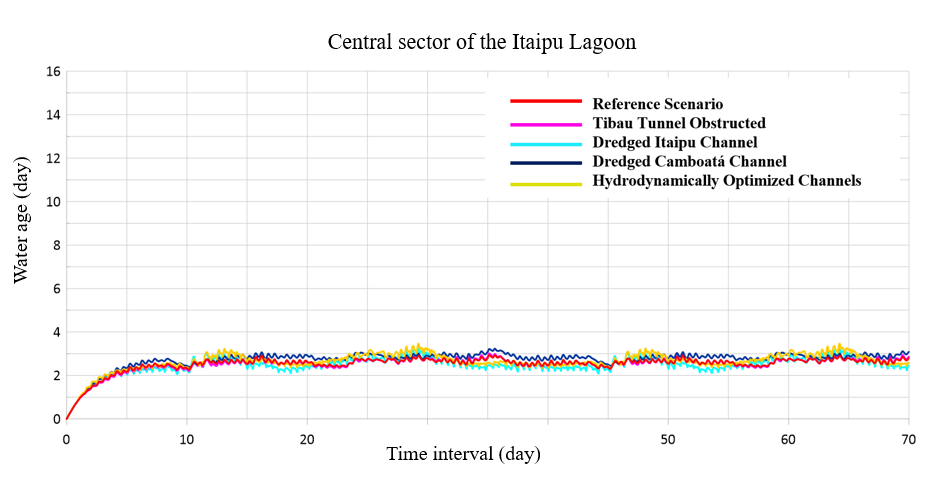 Central sector of the Itaipu Lagoon
16
14
12
10
8
6
4
2
0
Water age (day)
Reference Scenario
Tibau Tunnel Obstructed
Dredged Itaipu Channel
Dredged Camboatá Channel
Hydrodynamically Optimized Channels
0 10 20 50 60 70
Time interval (day)